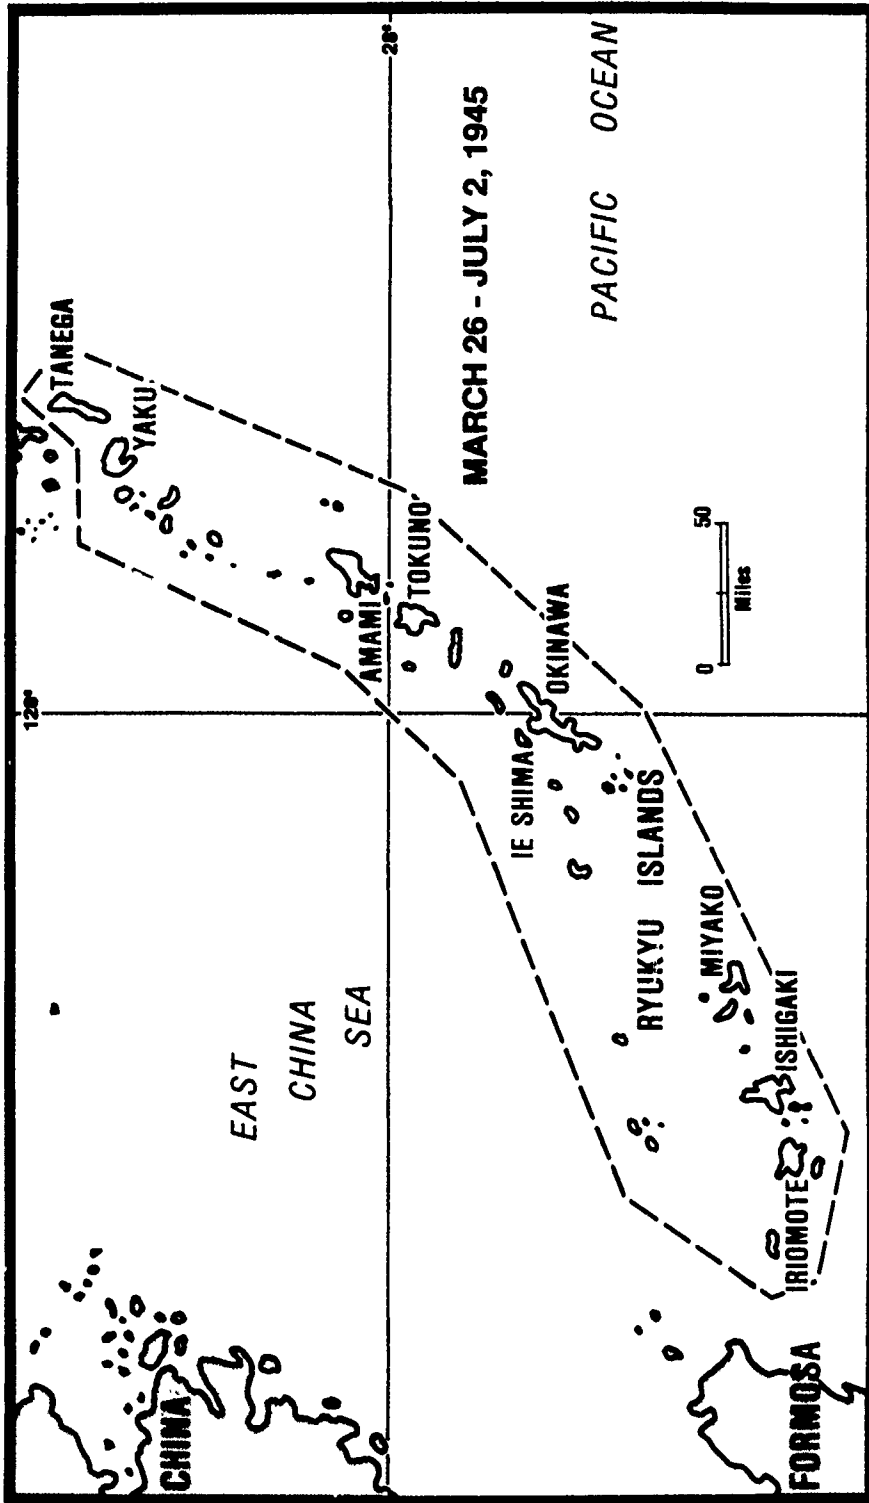 128°
TANEGA
YAKU
CHINA
EAST
CHINA
SEA
AMAMI
28°
TOKUNO
MARCH 26 - JULY 2, 1945
IE SHIMA
OKINAWA
PACIFIC OCEAN
RYUKYU ISLANDS
0 50
Miles
MIYAKO
ISHIGAKI
IRIOMOTE
FORMOSA